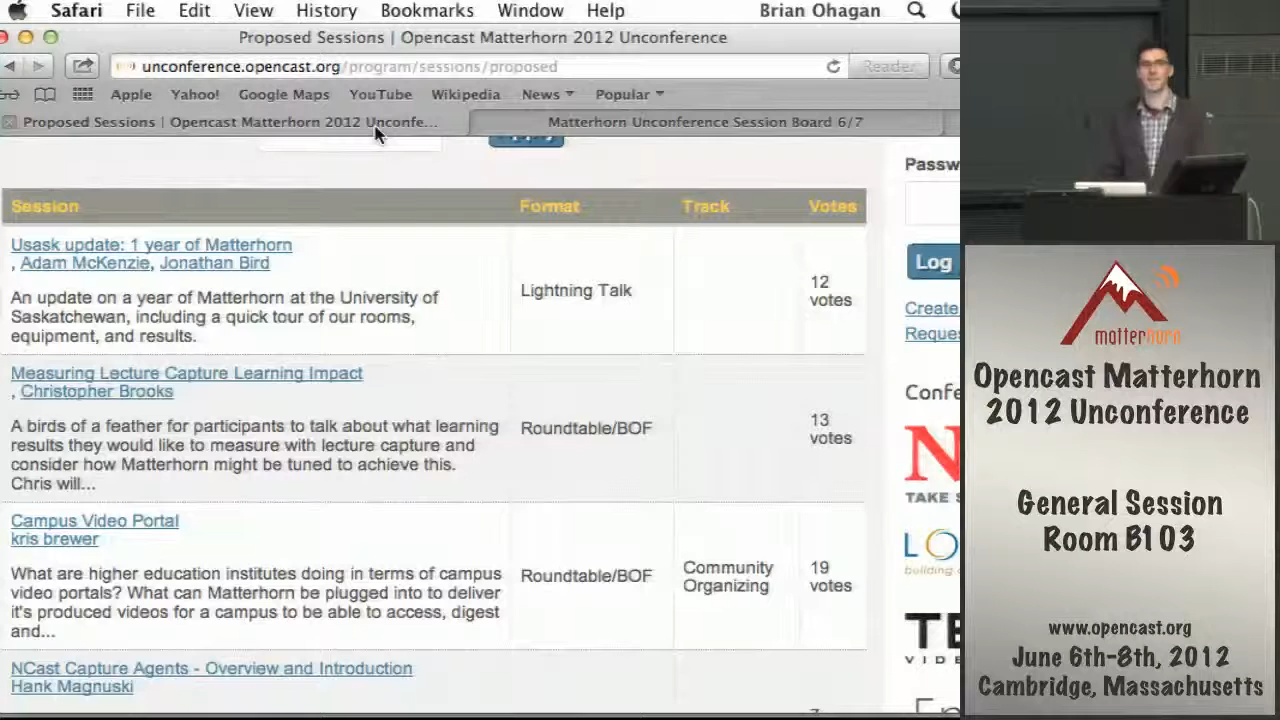 Safari File Edit View History Bookmarks Window Help Brian Ohagan
Proposed Sessions | Opencast Matterhorn 2012 Unconference
unconference.opencast.org/program/sessions/proposed
Reader
Apple Yahoo! Google Maps YouTube Wikipedia News Popular
Proposed Sessions | Opencast Matterhorn 2012 Unconfe...
Matterhorn Unconference Session Board 6/7
Session Format Track Votes
Usask update: 1 year of Matterhorn
, Adam McKenzie, Jonathan Bird
An update on a year of Matterhorn at the University of
Saskatchewan, including a quick tour of our rooms,
equipment, and results.
Lightning Talk
12
votes
Measuring Lecture Capture Learning Impact
, Christopher Brooks
A birds of a feather for participants to talk about what learning
results they would like to measure with lecture capture and
consider how Matterhorn might be tuned to achieve this.
Chris will...
Roundtable/BOF
13
votes
Campus Video Portal
kris brewer
What are higher education institutes doing in terms of campus
video portals? What can Matterhorn be plugged into to deliver
it's produced videos for a campus to be able to access, digest
and...
Roundtable/BOF
Community
Organizing
19
votes
NCast Capture Agents - Overview and Introduction
Hank Magnuski
Passw
Log
Create
Reque
Confe
N
TAKE S
LO
building
TE
VIDE
matterhorn
Opencast Matterhorn
2012 Unconference
General Session
Room B103
www.opencast.org
June 6th-8th, 2012
Cambridge, Massachusetts